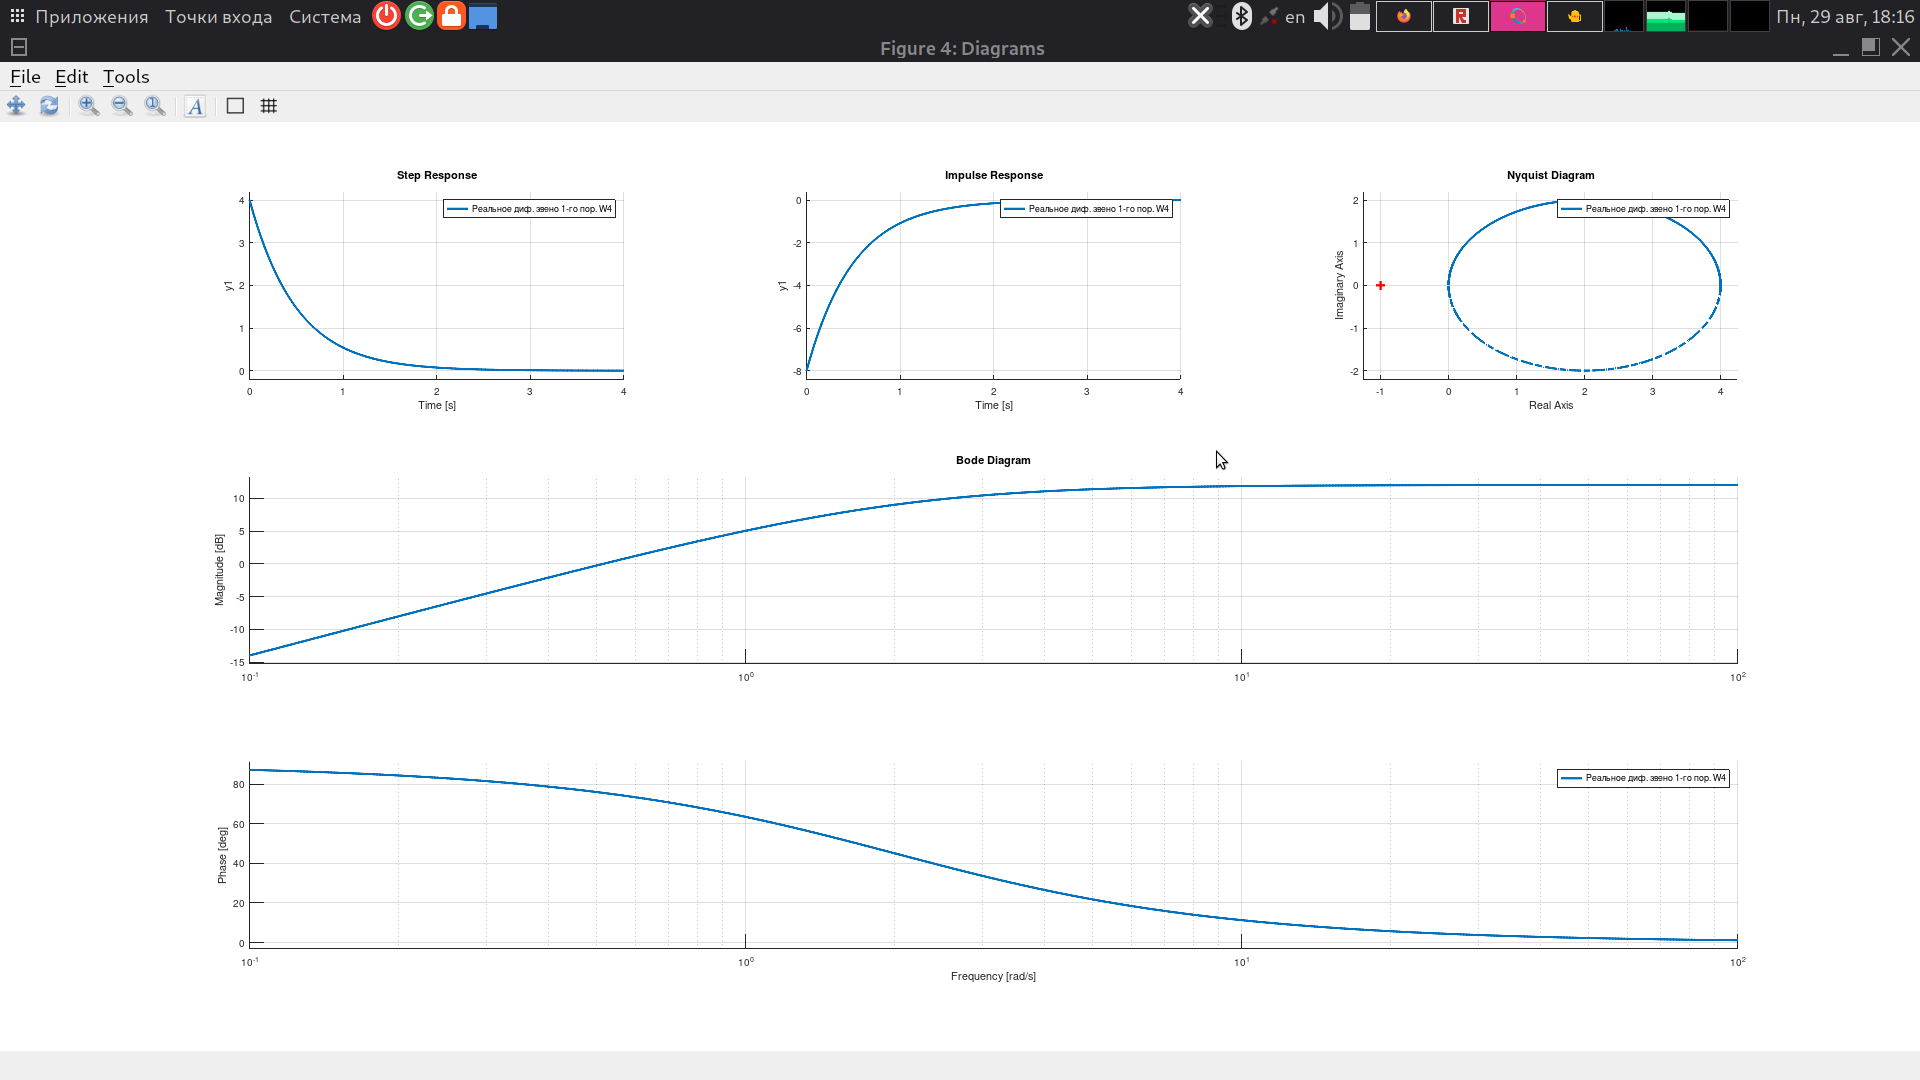 Приложения Точки входа Система en Пн, 29 авг, 18:16
Figure 4: Diagrams
File Edit Tools
A
Step Response
Реальное диф. звено 1-го пор. W4
y1
4
3
2
1
0
0 1 2 3 4
Time [s]
Impulse Response
Реальное диф. звено 1-го пор. W4
y1
0
-2
-4
-6
-8
0 1 2 3 4
Time [s]
Nyquist Diagram
Реальное диф. звено 1-го пор. W4
Imaginary Axis
2
1
0
-1
-2
-1 0 1 2 3 4
Real Axis
Bode Diagram
Magnitude [dB]
10
5
0
-5
-10
-15
10^-1 10^0 10^1 10^2
Реальное диф. звено 1-го пор. W4
Phase [deg]
80
60
40
20
0
10^-1 10^0 10^1 10^2
Frequency [rad/s]